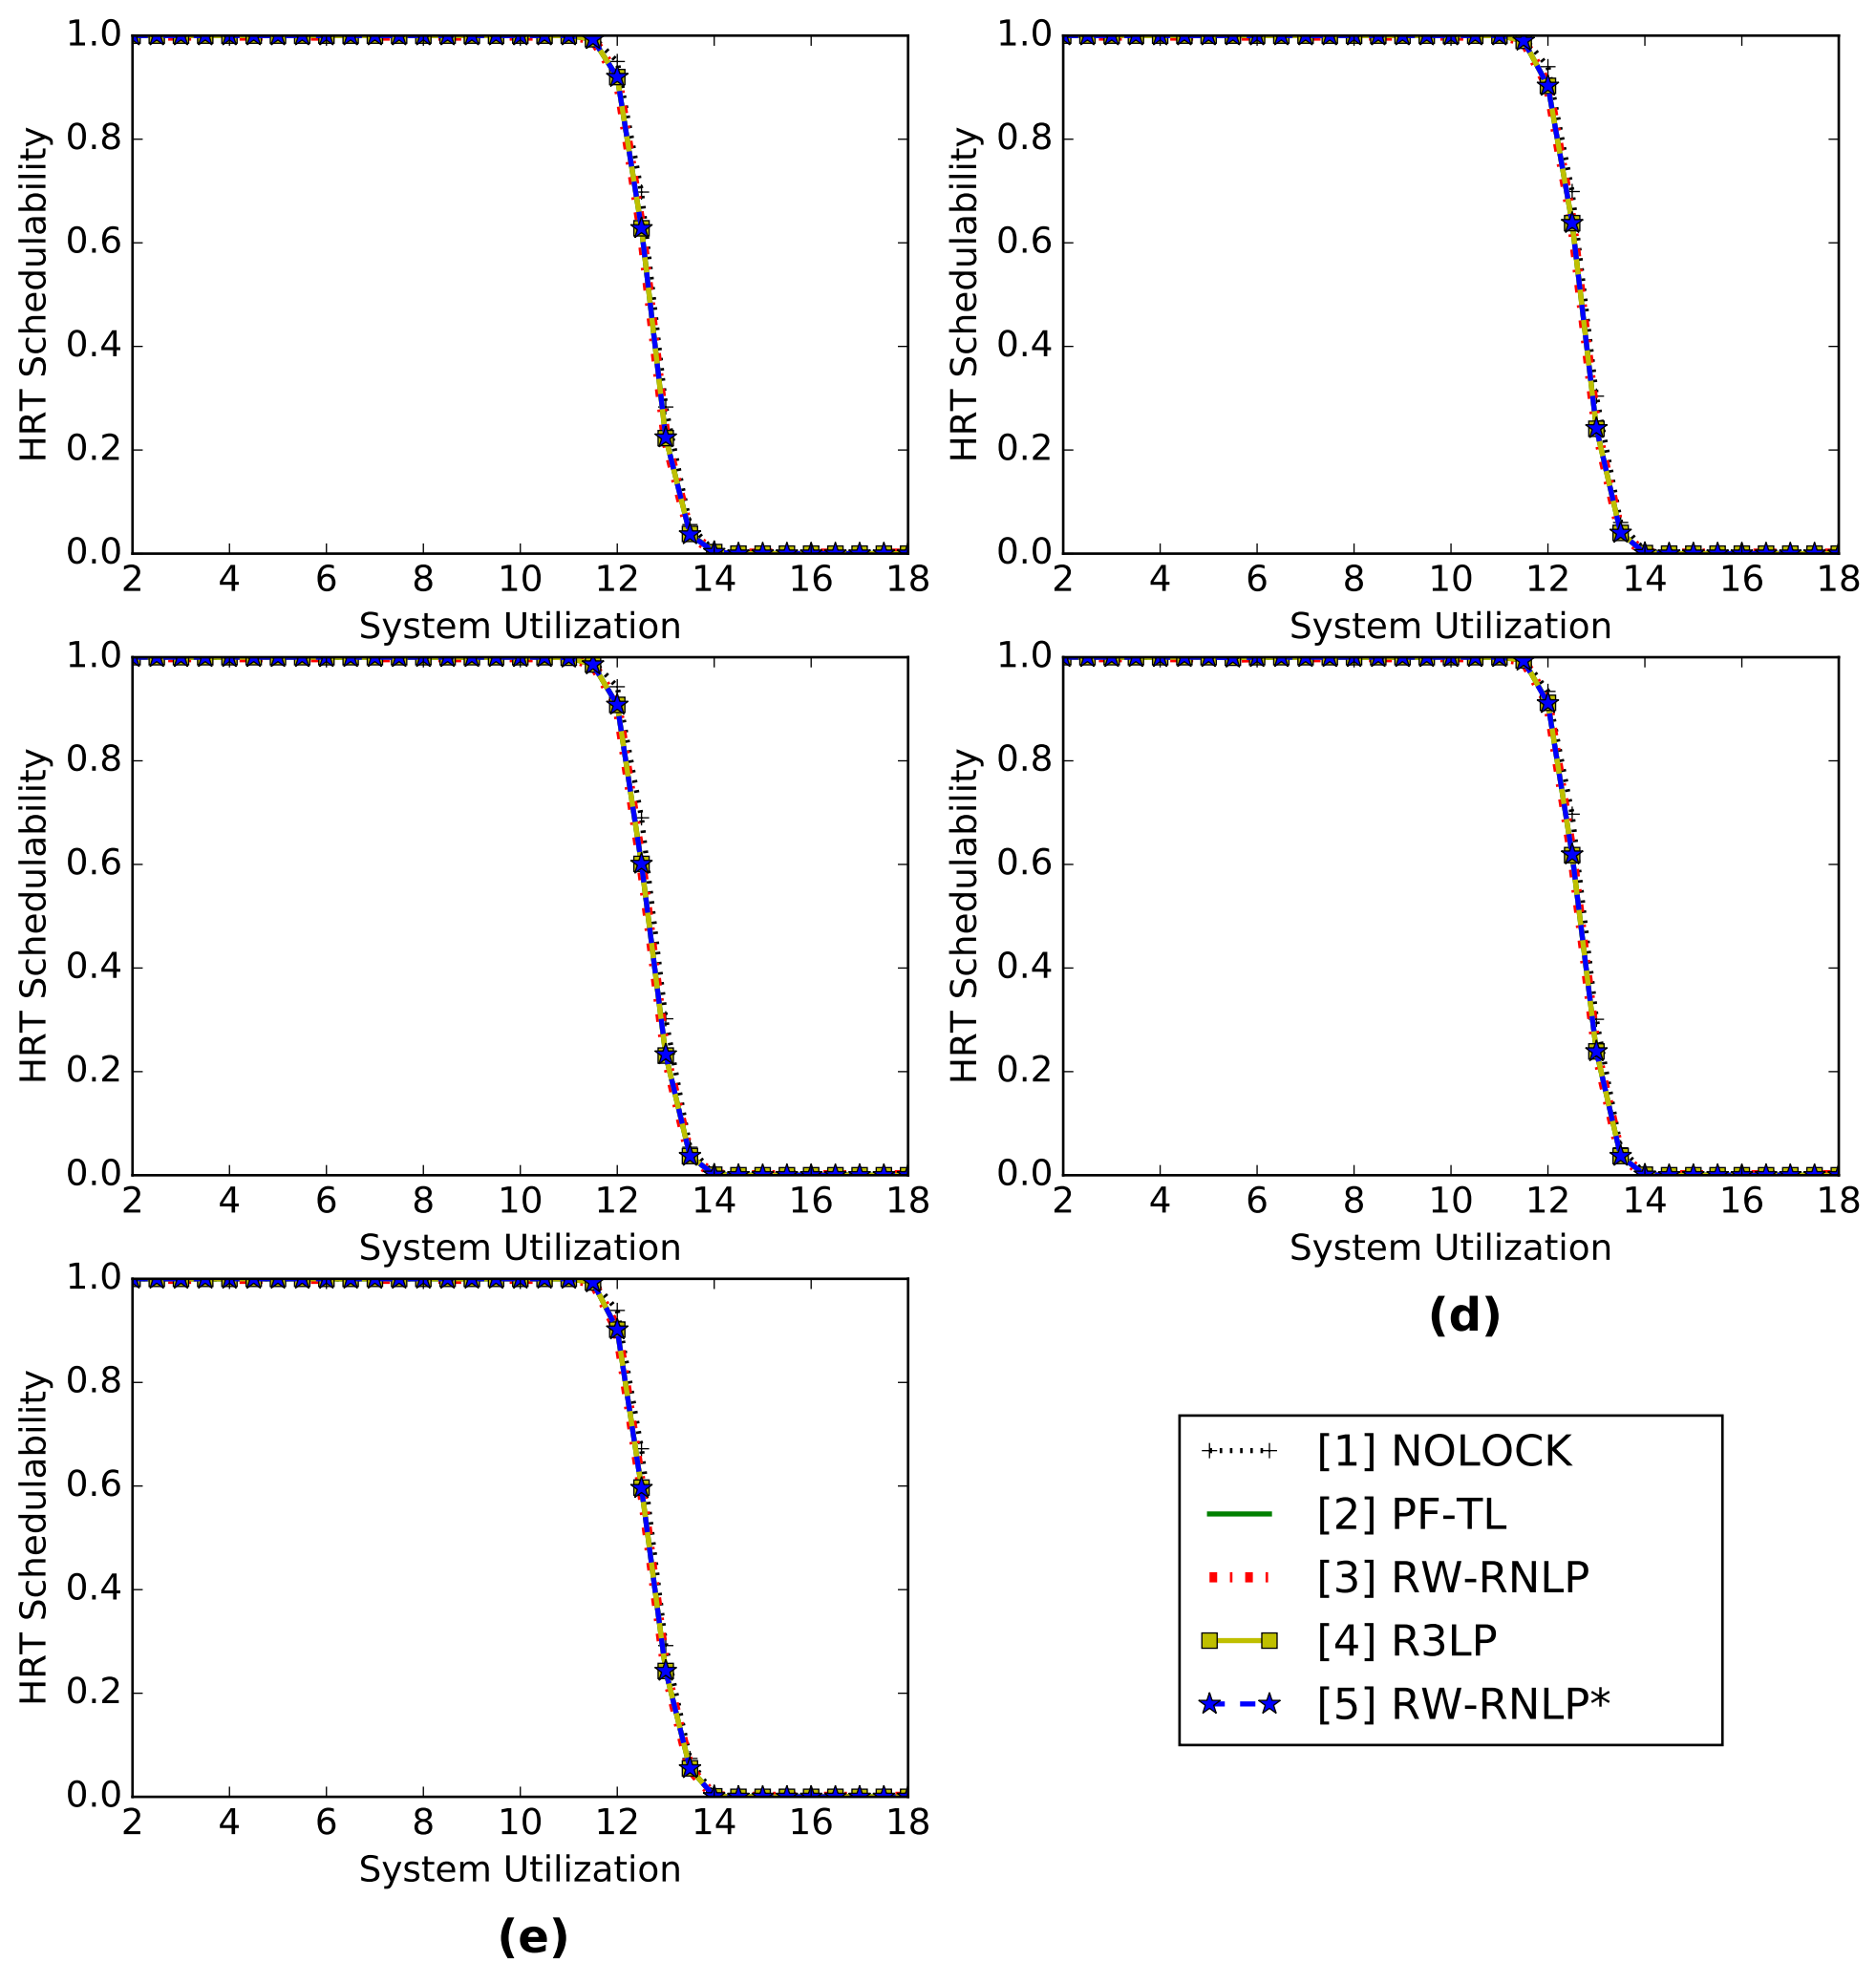 1.0
0.8
0.6
0.4
0.2
0.0
HRT Schedulability
2 4 6 8 10 12 14 16 18
System Utilization
1.0
0.8
0.6
0.4
0.2
0.0
HRT Schedulability
2 4 6 8 10 12 14 16 18
System Utilization
1.0
0.8
0.6
0.4
0.2
0.0
HRT Schedulability
2 4 6 8 10 12 14 16 18
System Utilization
1.0
0.8
0.6
0.4
0.2
0.0
HRT Schedulability
2 4 6 8 10 12 14 16 18
System Utilization
(d)
1.0
0.8
0.6
0.4
0.2
0.0
HRT Schedulability
2 4 6 8 10 12 14 16 18
System Utilization
(e)
[1] NOLOCK
[2] PF-TL
[3] RW-RNLP
[4] R3LP
[5] RW-RNLP*